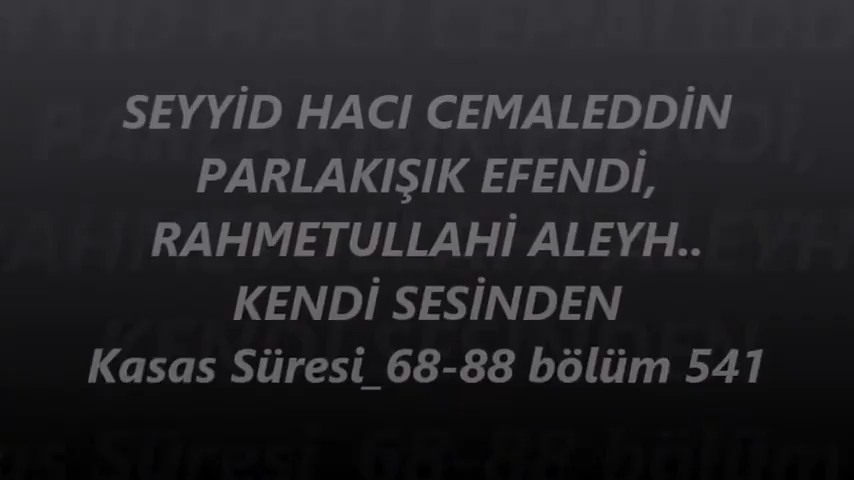 SEYYİD HACI CEMALEDDİN
PARLAKIŞIK EFENDİ,
RAHMETULLAHİ ALEYH..
KENDİ SESİNDEN
Kasas Süresi_68-88 bölüm 541